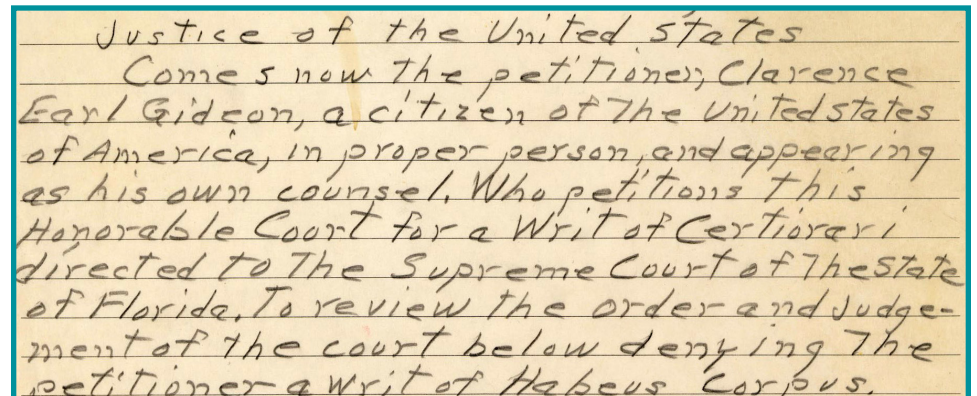 Justice of the United States
Comes now the petitioner, Clarence
Earl Gideon, a citizen of The United states
of America, in proper person, and appearing
as his own counsel. Who petitions this
Honorable Court for a Writ of Certiorari
directed to The Supreme Court of The State
of Florida. To review the order and Judge-
ment of the court below denying The
petitioner a writ of Habeus Corpus.